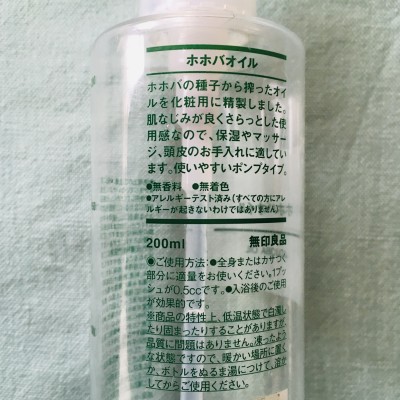 ホホバオイル
ホホバの種子から搾ったオイ
ルを化粧用に精製しました。
肌なじみが良くさらっとした使
用感なので、保湿やマッサー
ジ、頭皮のお手入れに適してい
ます。使いやすいポンプタイプ。
●無香料 ●無着色
●アレルギーテスト済み(すべての方にアレ
ルギーが起きないわけではありません)
200ml 無印良品
●ご使用方法:●全身またはカサつく
部分に適量をお使いください。1プッ
シュが0.5ccです。●入浴後のご使用
が効果的です。
※商品の特性上、低温状態で白濁し
たり固まったりすることがありますが、
品質に問題はありません。凍ったよう
な状態ですので、暖かい場所に置く
か、ボトルをぬるま湯につけて、溶か
してからご使用ください。